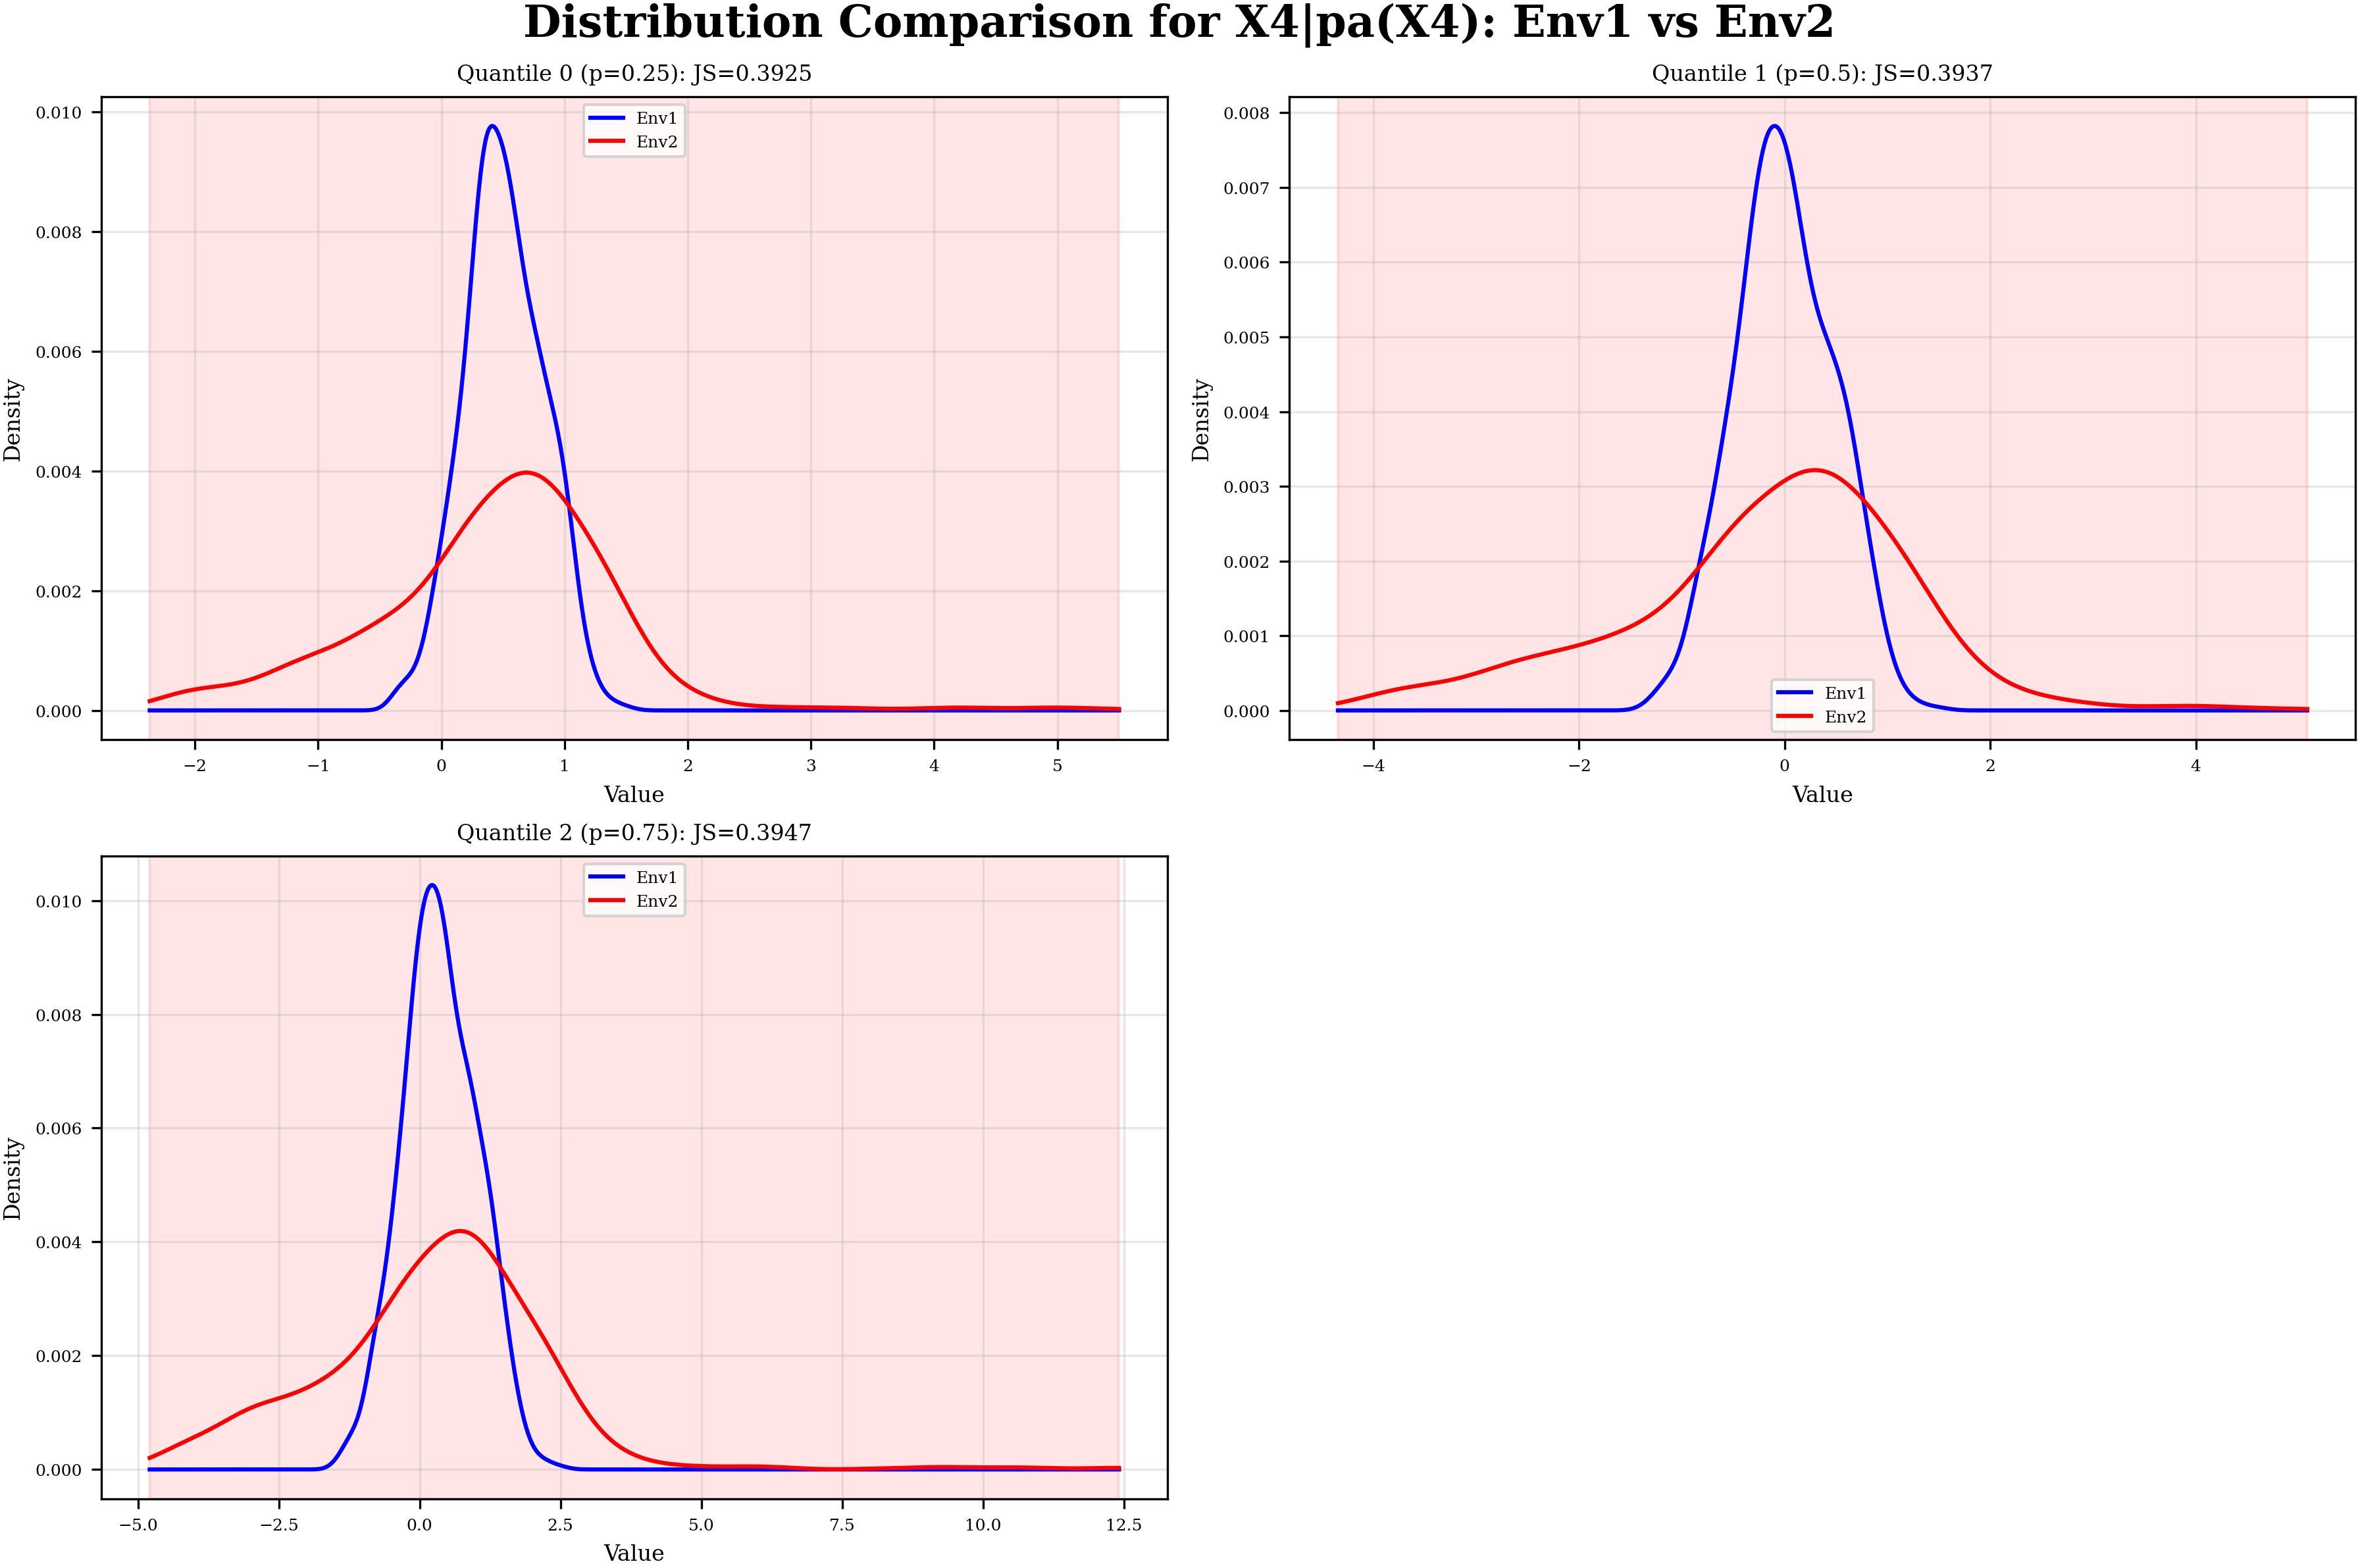 Distribution Comparison for X4|pa(X4): Env1 vs Env2
Quantile 0 (p=0.25): JS=0.3925
0.010
0.008
0.006
0.004
0.002
0.000
Density
Env1
Env2
−2
−1
0
1
2
3
4
5
Value
Quantile 1 (p=0.5): JS=0.3937
0.008
0.007
0.006
0.005
0.004
0.003
0.002
0.001
0.000
Density
Env1
Env2
−4
−2
0
2
4
Value
Quantile 2 (p=0.75): JS=0.3947
0.010
0.008
0.006
0.004
0.002
0.000
Density
Env1
Env2
−5.0
−2.5
0.0
2.5
5.0
7.5
10.0
12.5
Value